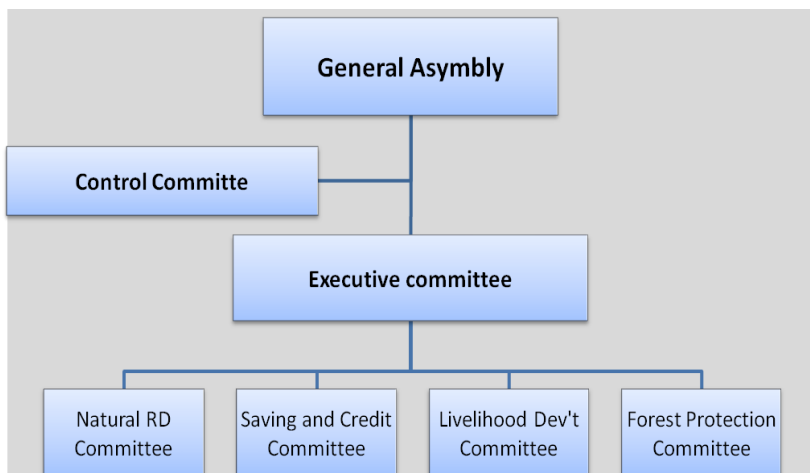 General Asymbly
Control Committe
Executive committee
Natural RD
Committee
Saving and Credit
Committee
Livelihood Dev't
Committee
Forest Protection
Committee